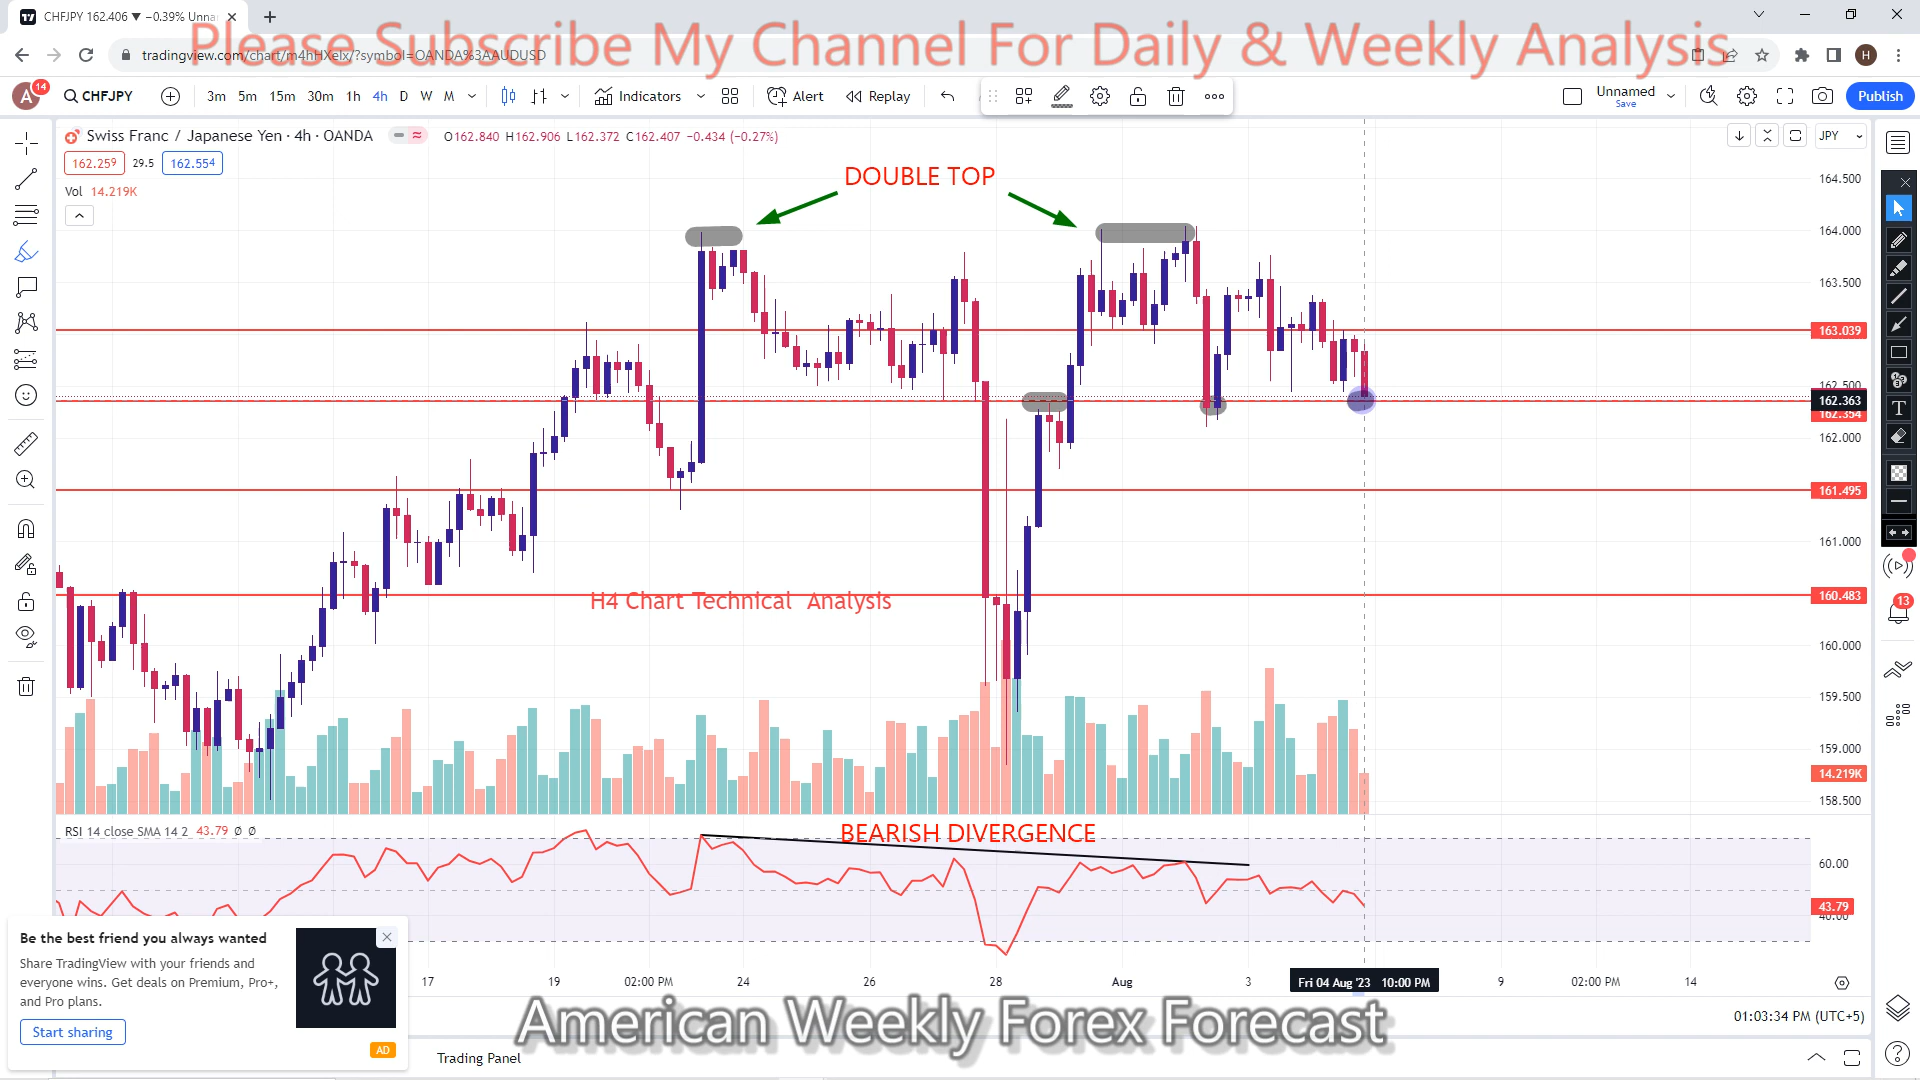 CHFJPY 162.406 ▼ −0.39% Unna
Please Subscribe My Channel For Daily & Weekly Analysis
tradingview.com/chart/m4hHXelx/?symbol=OANDA%3AAUDUSD
H
A 14 CHFJPY 3m 5m 15m 30m 1h 4h D W M Indicators Alert Replay Unnamed Save Publish
Swiss Franc / Japanese Yen · 4h · OANDA O162.840 H162.906 L162.372 C162.407 −0.434 (−0.27%) JPY
162.259 29.5 162.554
Vol 14.219K
DOUBLE TOP
164.500
164.000
163.500
163.039
162.500
162.363
162.354
162.000
161.495
161.000
160.483
H4 Chart Technical Analysis
160.000
159.500
159.000
14.219K
158.500
T
13
RSI 14 close SMA 14 2 43.79 Ø Ø
BEARISH DIVERGENCE
60.00
43.79
40.00
17 19 02:00 PM 24 26 28 Aug 3 Fri 04 Aug '23 10:00 PM 9 02:00 PM 14
Be the best friend you always wanted
Share TradingView with your friends and
everyone wins. Get deals on Premium, Pro+,
and Pro plans.
Start sharing
AD
American Weekly Forex Forecast
01:03:34 PM (UTC+5)
Trading Panel